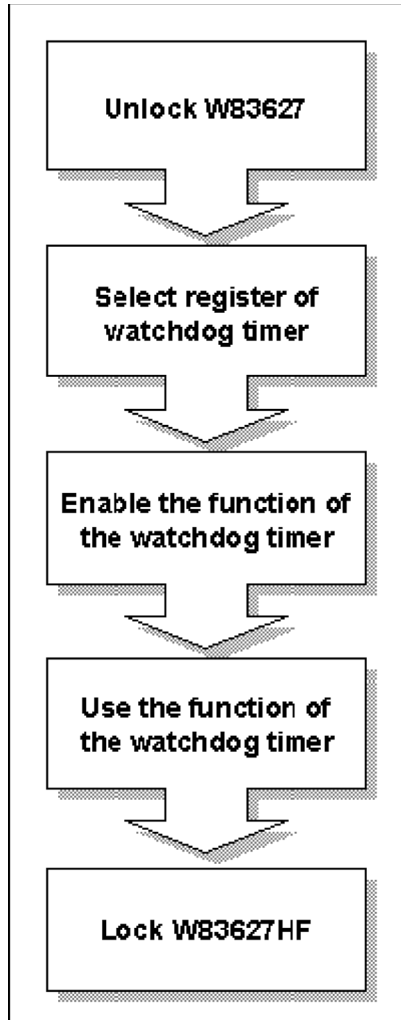 Unlock W83627
Select register of
watchdog timer
Enable the function of
the watchdog timer
Use the function of
the watchdog timer
Lock W83627HF